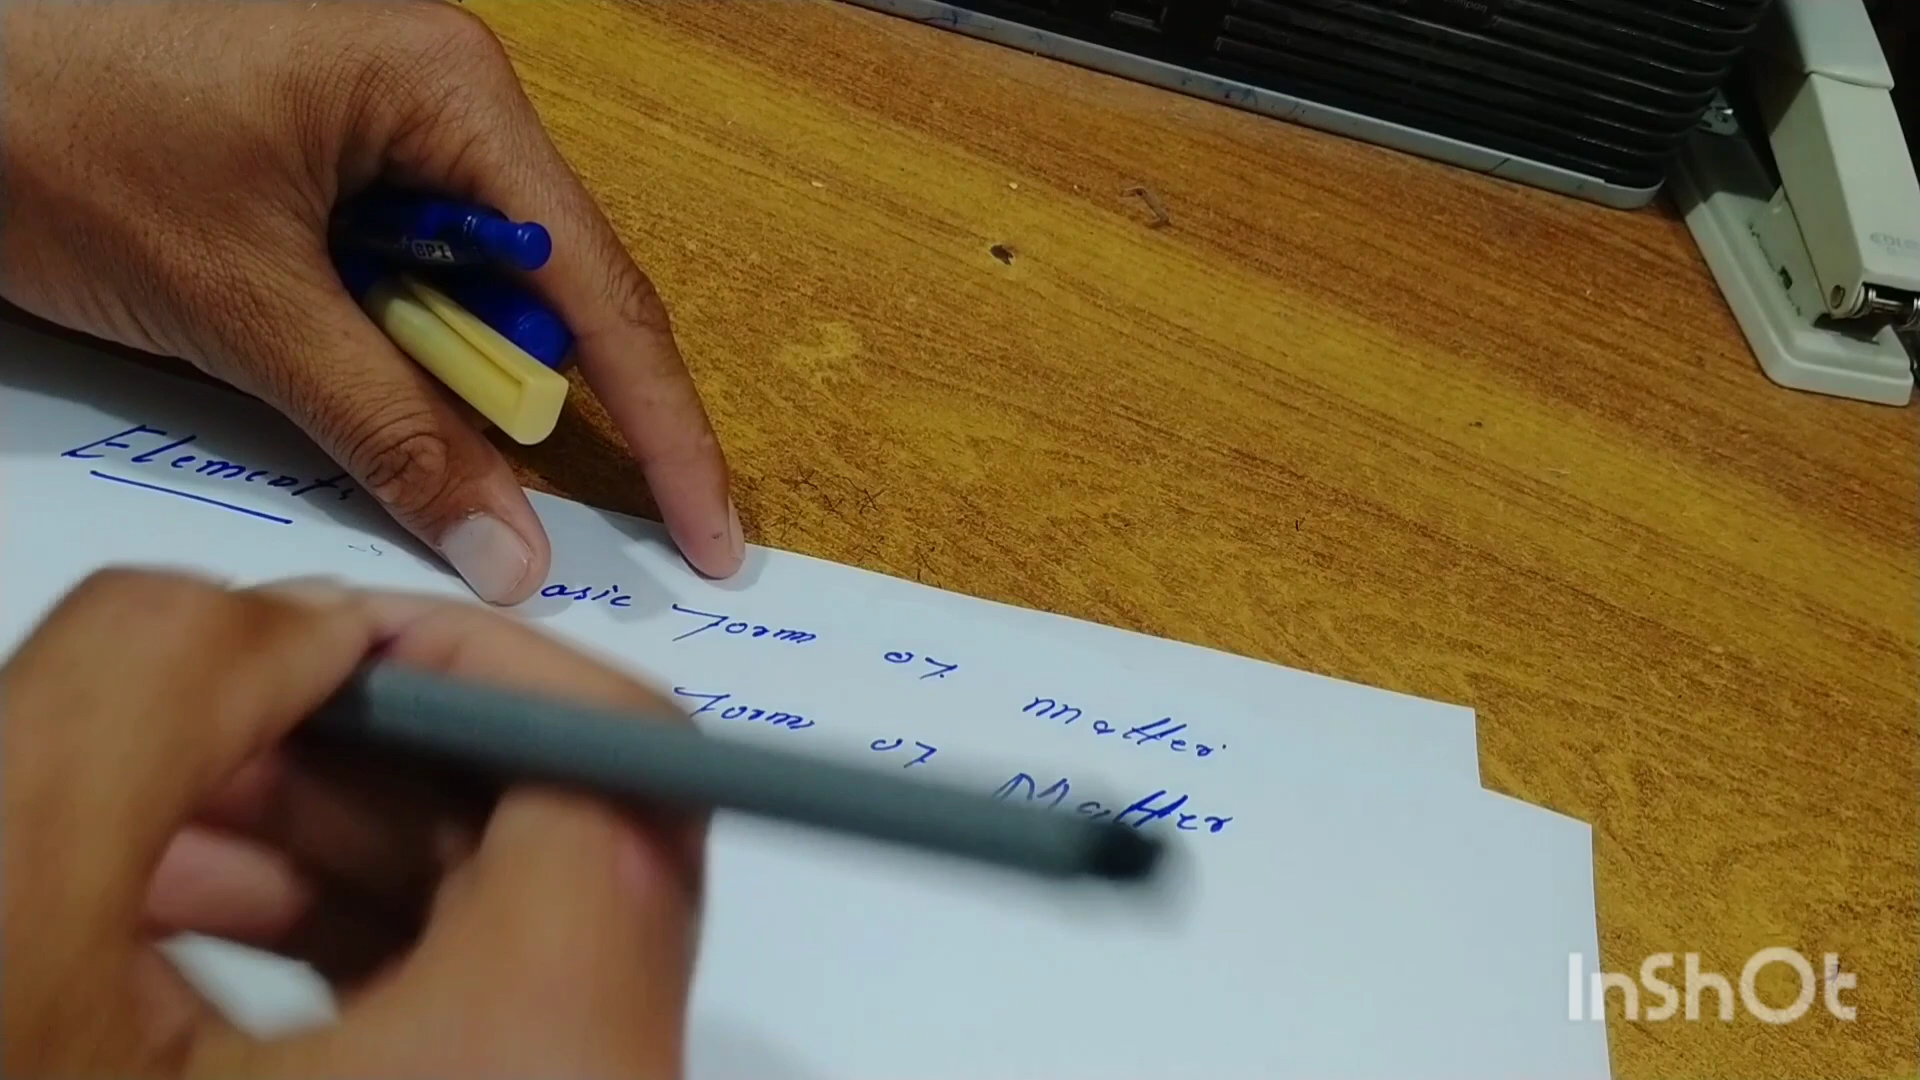 Elements
asic form of matter.
form of Matter
InShOt